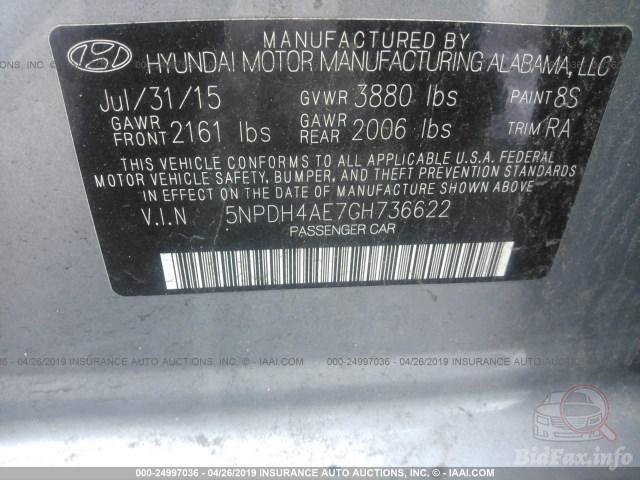 MANUFACTURED BY
HYUNDAI MOTOR MANUFACTURING ALABAMA, LLC
Jul/31/15 GVWR 3880 lbs PAINT 8S
GAWR FRONT 2161 lbs GAWR REAR 2006 lbs TRIM RA
THIS VEHICLE CONFORMS TO ALL APPLICABLE U.S.A. FEDERAL
MOTOR VEHICLE SAFETY, BUMPER, AND THEFT PREVENTION STANDARDS
IN EFFECT ON THE DATE OF MANUFACTURE SHOWN ABOVE.
V.I.N 5NPDH4AE7GH736622
PASSENGER CAR
000-24997036 - 04/26/2019 INSURANCE AUTO AUCTIONS, INC. - ©IAAI.COM
BidFax.info
000-24997036 - 04/26/2019 INSURANCE AUTO AUCTIONS, INC. - ©IAAI.COM